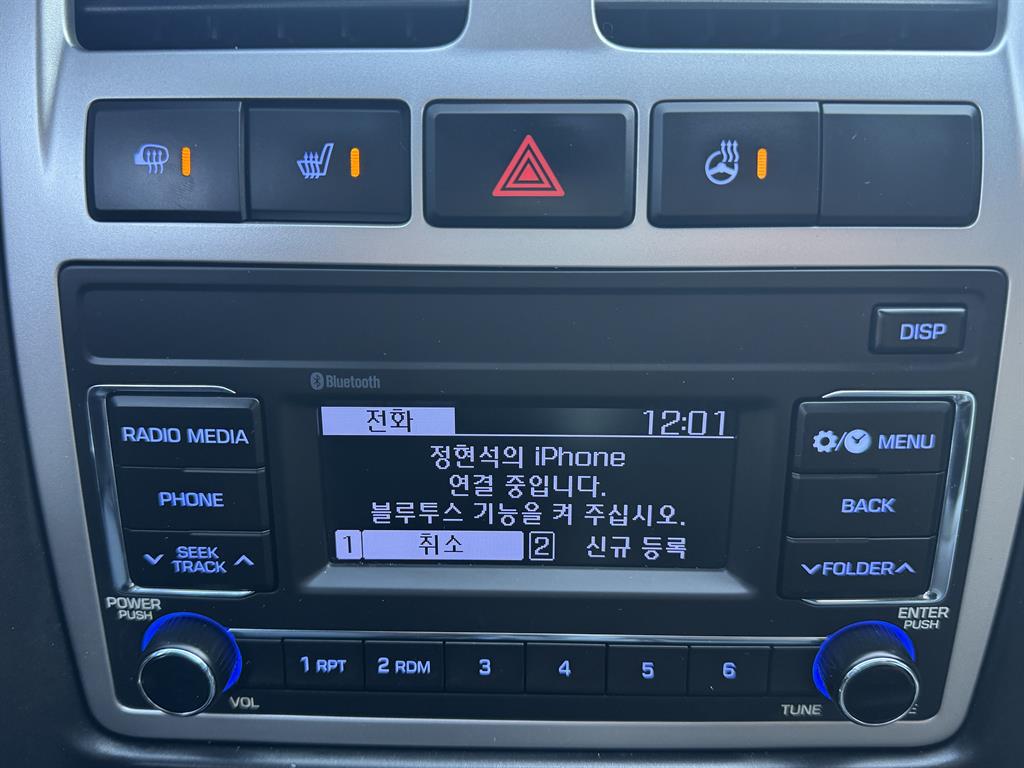 DISP
Bluetooth
전화 12:01
정현석의 iPhone
연결 중입니다.
블루투스 기능을 켜 주십시오.
1 취소 2 신규 등록
RADIO MEDIA
PHONE
SEEK
TRACK
/ MENU
BACK
FOLDER
POWER
PUSH
VOL
1 RPT 2 RDM 3 4 5 6
ENTER
PUSH
TUNE